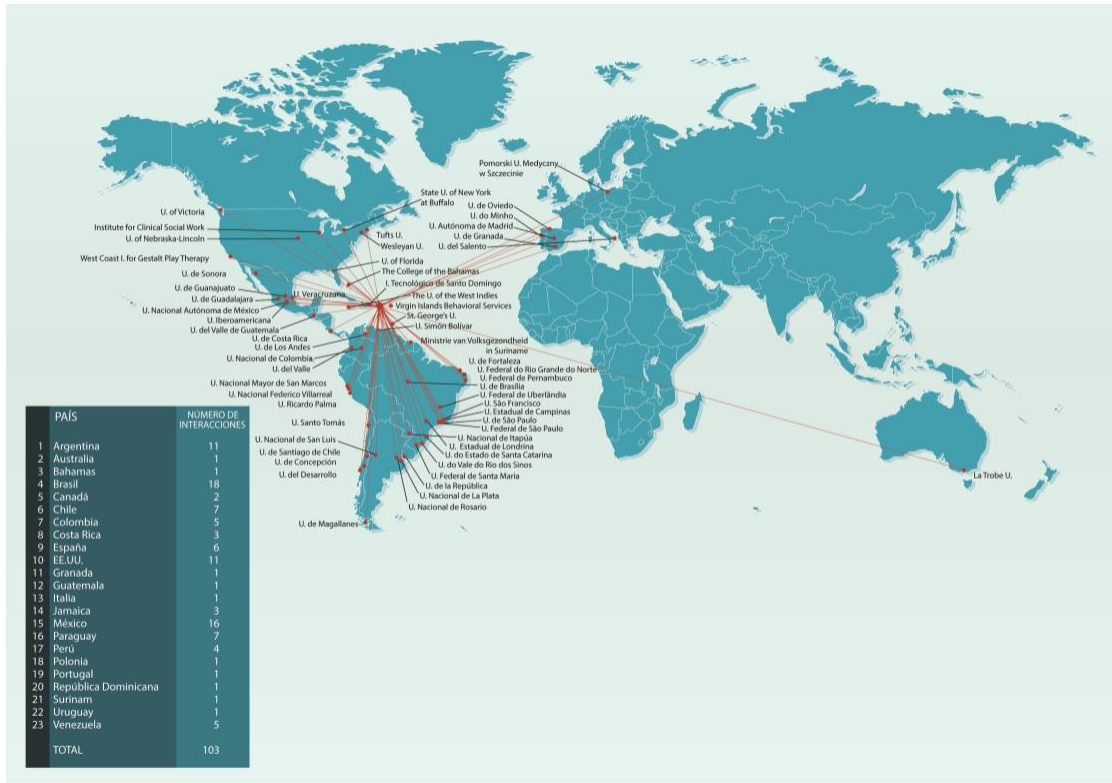 Pomorski U. Medyczny
w Szczecinie
State U. of New York
at Buffalo
U. de Oviedo
U. do Minho
U. Autónoma de Madrid
U. de Granada
U. del Salento
U. of Victoria
Institute for Clinical Social Work
U. of Nebraska-Lincoln
Tufts U.
Wesleyan U.
West Coast I. for Gestalt Play Therapy
U. of Florida
The College of the Bahamas
U. de Sonora
I. Tecnológico de Santo Domingo
U. de Guanajuato
U. Veracruzana
The U. of the West Indies
U. de Guadalajara
Virgin Islands Behavioral Services
U. Nacional Autónoma de México
St. George's U.
U. Iberoamericana
U. Simón Bolívar
U. del Valle de Guatemala
U. de Costa Rica
Ministrie van Volksgezondheid
in Suriname
U. de Los Andes
U. Nacional de Colombia
U. de Fortaleza
U. del Valle
U. Federal do Rio Grande do Norte
U. Federal de Pernambuco
U. Nacional Mayor de San Marcos
U. de Brasília
U. Nacional Federico Villarreal
U. Federal de Uberlândia
U. Ricardo Palma
U. São Francisco
U. Estadual de Campinas
U. Santo Tomás
U. de São Paulo
U. Federal de São Paulo
U. Nacional de San Luis
U. Nacional de Itapúa
U. Estadual de Londrina
U. de Santiago de Chile
U. do Estado de Santa Catarina
U. de Concepción
U. do Vale do Rio dos Sinos
U. del Desarrollo
U. Federal de Santa Maria
U. de la República
U. Nacional de La Plata
U. Nacional de Rosario
U. de Magallanes
La Trobe U.
PAÍS NÚMERO DE
INTERACCIONES
1 Argentina 11
2 Australia 1
3 Bahamas 1
4 Brasil 18
5 Canadá 2
6 Chile 7
7 Colombia 5
8 Costa Rica 3
9 España 6
10 EE.UU. 11
11 Granada 1
12 Guatemala 1
13 Italia 1
14 Jamaica 3
15 México 16
16 Paraguay 7
17 Perú 4
18 Polonia 1
19 Portugal 1
20 República Dominicana 1
21 Surinam 1
22 Uruguay 1
23 Venezuela 5
TOTAL 103